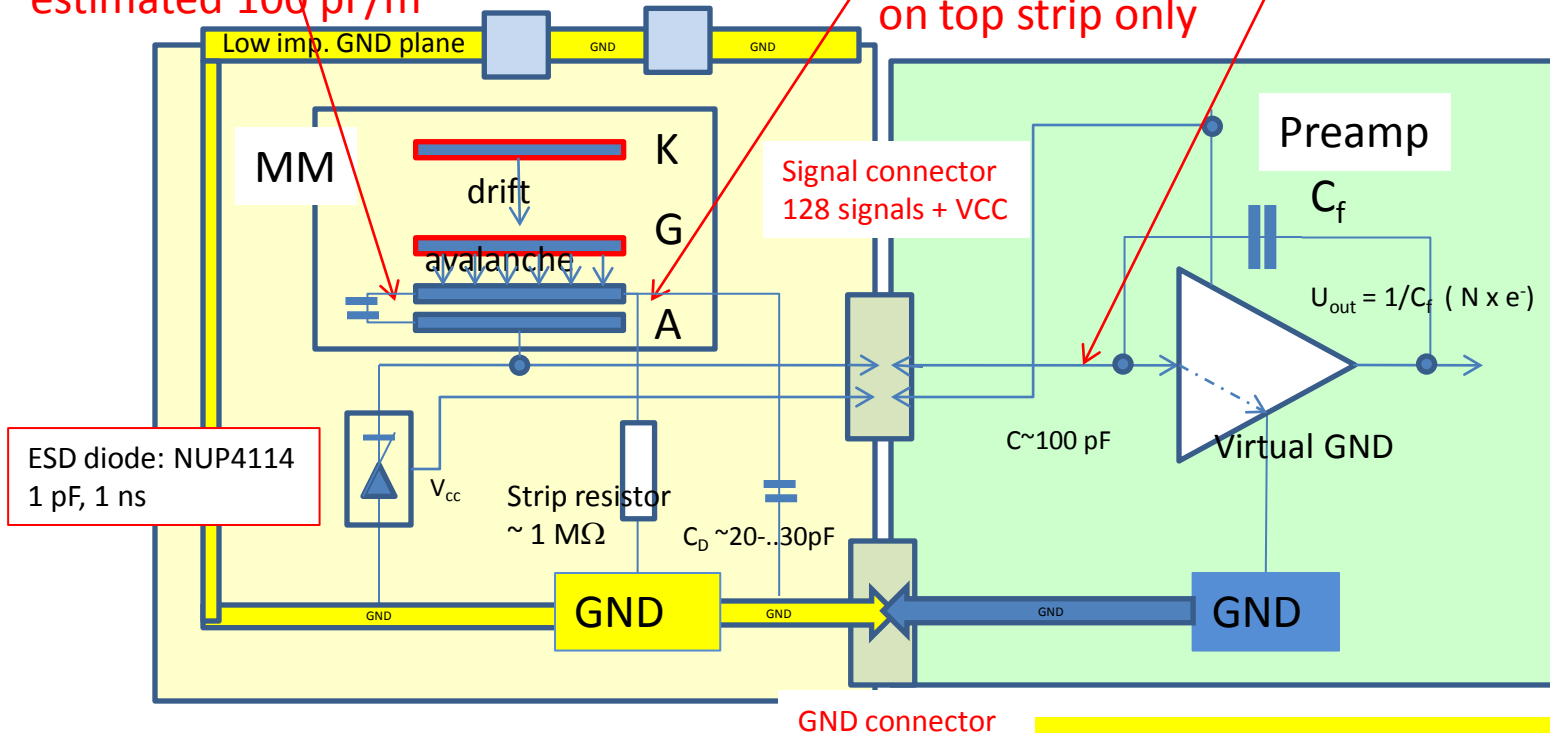 estimated 100 pF/m
on top strip only
Low imp. GND plane
GND
GND
MM
K
drift
G
avalanche
A
Signal connector
128 signals + VCC
Preamp
Cf
Uout = 1/Cf ( N x e-)
ESD diode: NUP4114
1 pF, 1 ns
Vcc
Strip resistor
~ 1 MΩ
CD ~20-..30pF
C~100 pF
Virtual GND
GND
GND
GND
GND
GND
GND connector